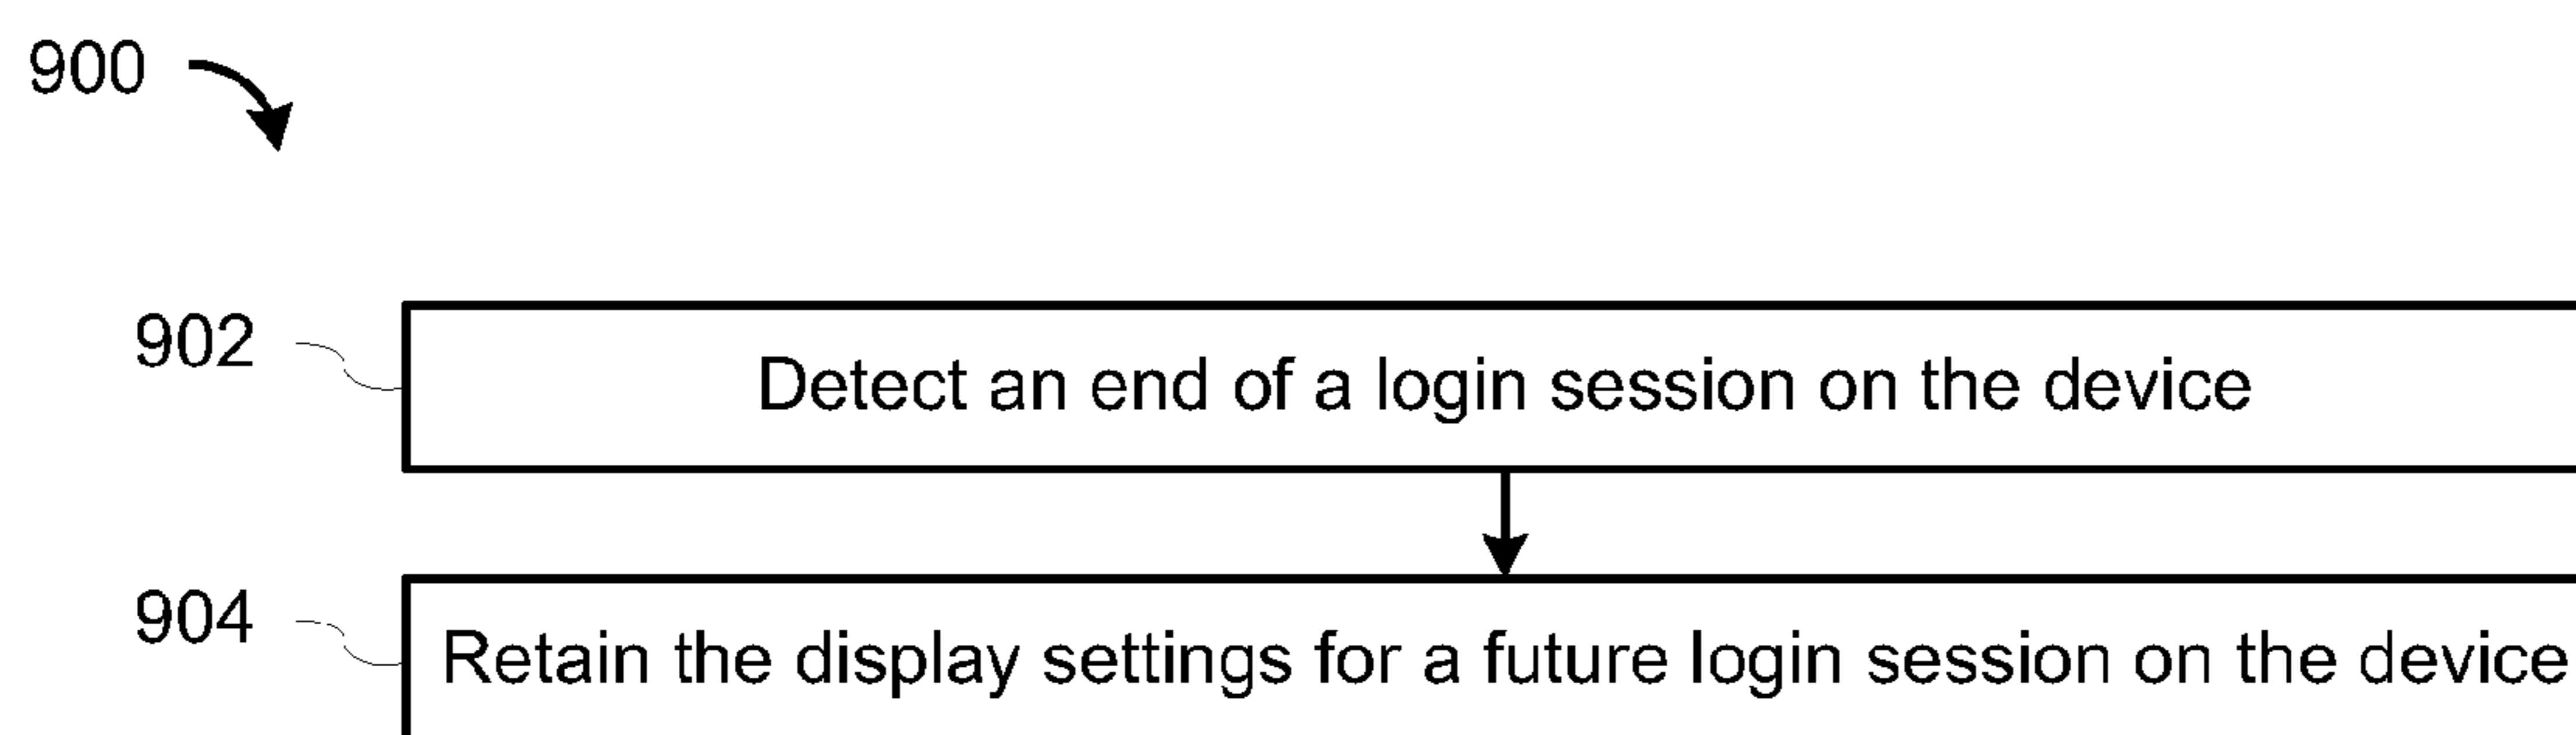 900
902
Detect an end of a login session on the device
904
Retain the display settings for a future login session on the device